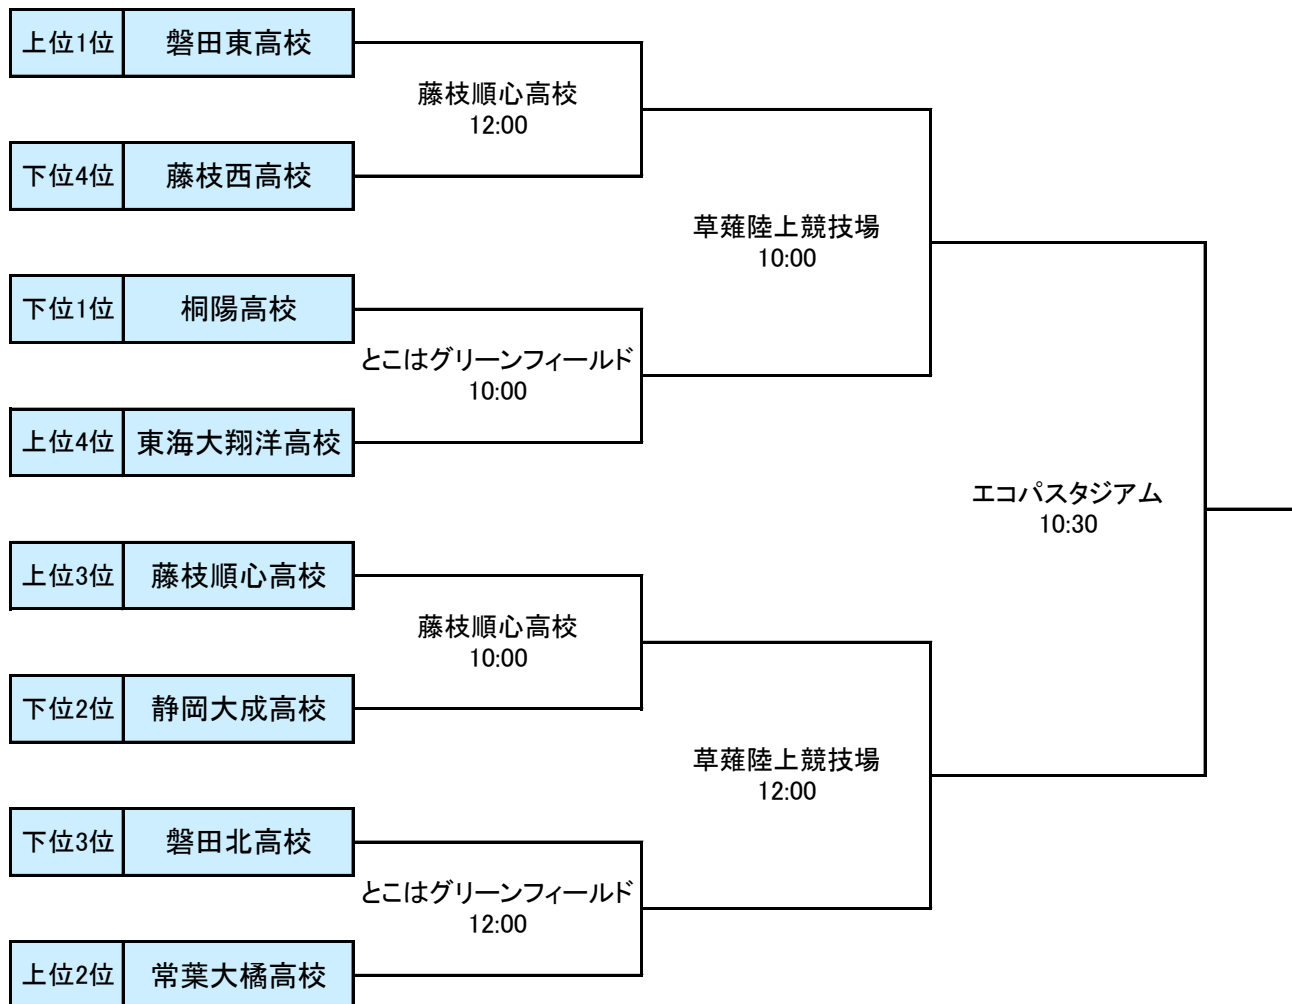 上位1位 磐田東高校
藤枝順心高校
12:00
下位4位 藤枝西高校
草薙陸上競技場
10:00
下位1位 桐陽高校
とこはグリーンフィールド
10:00
上位4位 東海大翔洋高校
エコパスタジアム
10:30
上位3位 藤枝順心高校
藤枝順心高校
10:00
下位2位 静岡大成高校
草薙陸上競技場
12:00
下位3位 磐田北高校
とこはグリーンフィールド
12:00
上位2位 常葉大橘高校